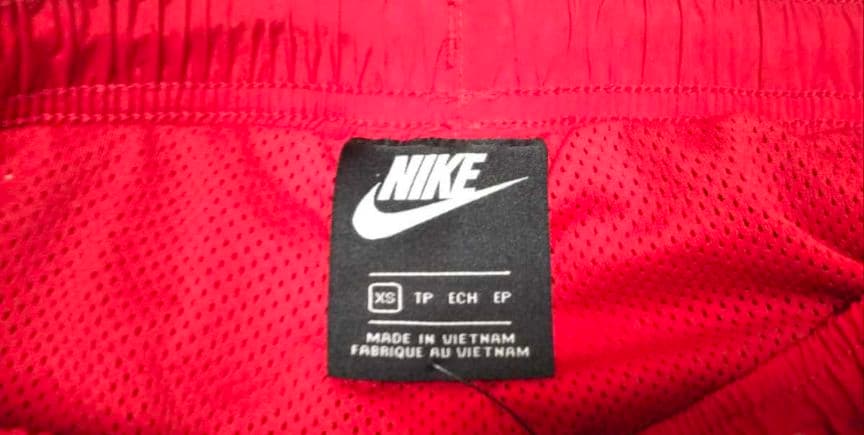 NIKE
XS TP ECH EP
MADE IN VIETNAM
FABRIQUE AU VIETNAM